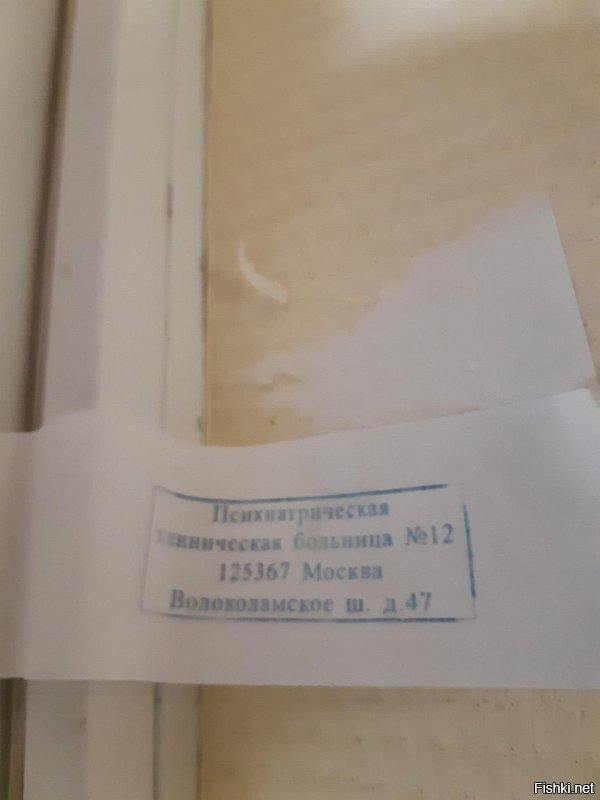 Психиатрическая
клиническая больница №12
125367 Москва
Волоколамское ш. д.47
Fishki.net